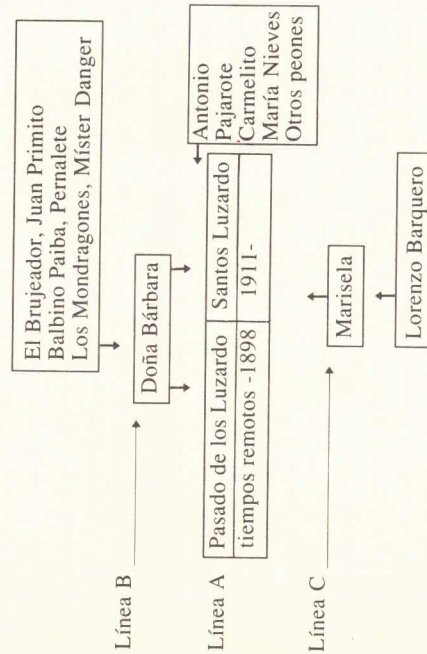 El Brujeador, Juan Primito
Balbino Paiba, Pernalete
Los Mondragones, Míster Danger
Línea B
Doña Bárbara
Línea A
Pasado de los Luzardo
tiempos remotos -1898
Santos Luzardo
1911-
Antonio
Pajarote
Carmelito
María Nieves
Otros peones
Línea C
Marisela
Lorenzo Barquero